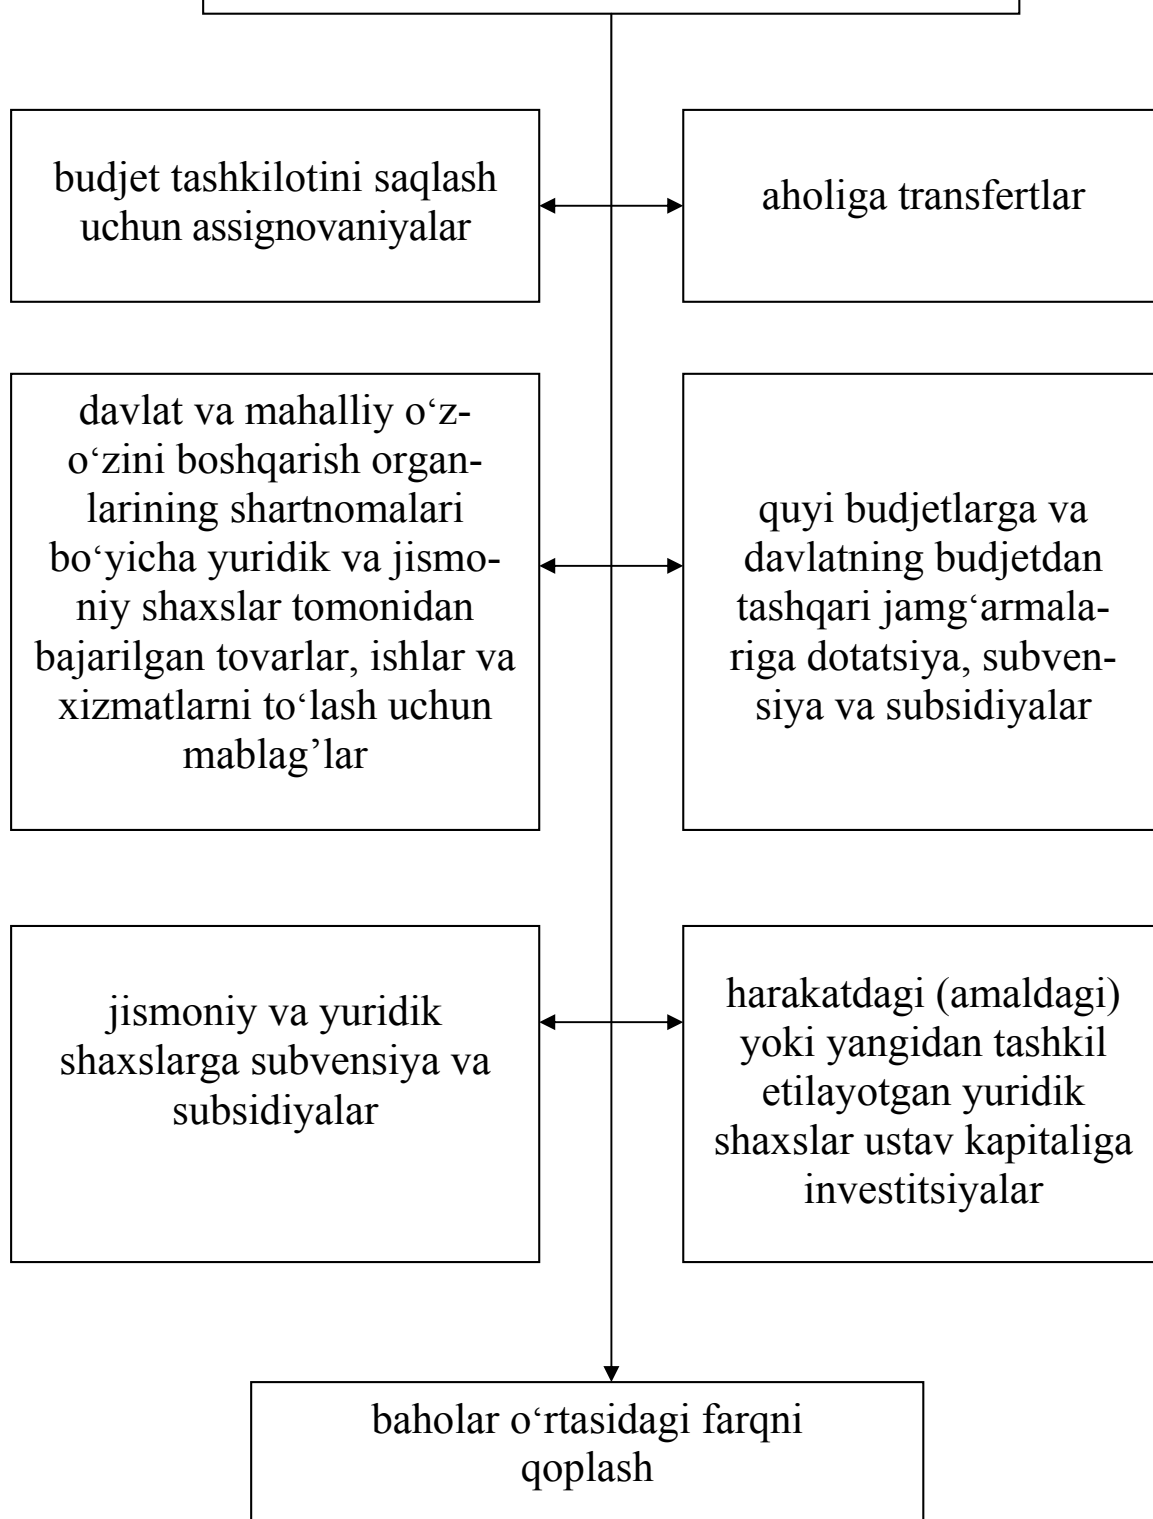 budjet tashkilotini saqlash
uchun assignovaniyalar
aholiga transfertlar
davlat va mahalliy o‘z-
o‘zini boshqarish organ-
larining shartnomalari
bo‘yicha yuridik va jismo-
niy shaxslar tomonidan
bajarilgan tovarlar, ishlar va
xizmatlarni to‘lash uchun
mablag’lar
quyi budjetlarga va
davlatning budjetdan
tashqari jamg‘armala-
riga dotatsiya, subven-
siya va subsidiyalar
jismoniy va yuridik
shaxslarga subvensiya va
subsidiyalar
harakatdagi (amaldagi)
yoki yangidan tashkil
etilayotgan yuridik
shaxslar ustav kapitaliga
investitsiyalar
baholar o‘rtasidagi farqni
qoplash